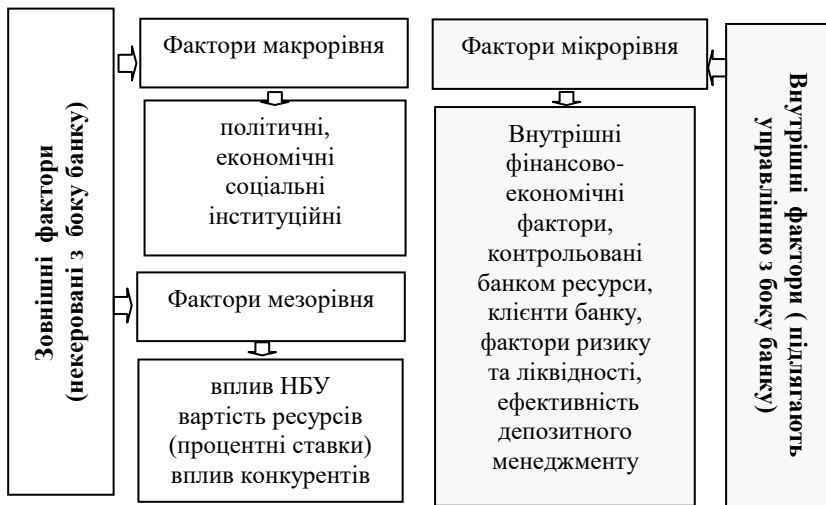 Зовнішні фактори
(некеровані з боку банку)
Фактори макрорівня
політичні,
економічні
соціальні
інституційні
Фактори мезорівня
вплив НБУ
вартість ресурсів
(процентні ставки)
вплив конкурентів
Фактори мікрорівня
Внутрішні
фінансово-
економічні
фактори,
контрольовані
банком ресурси,
клієнти банку,
фактори ризику
та ліквідності,
ефективність
депозитного
менеджменту
Внутрішні фактори ( підлягають
управлінню з боку банку)